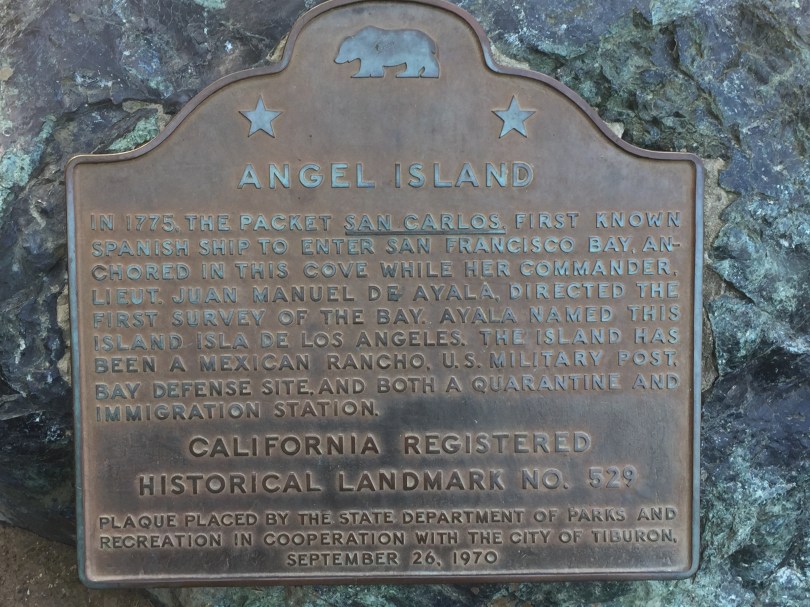 ANGEL ISLAND
IN 1775, THE PACKET SAN CARLOS, FIRST KNOWN
SPANISH SHIP TO ENTER SAN FRANCISCO BAY, AN-
CHORED IN THIS COVE WHILE HER COMMANDER,
LIEUT. JUAN MANUEL DE AYALA, DIRECTED THE
FIRST SURVEY OF THE BAY. AYALA NAMED THIS
ISLAND ISLA DE LOS ANGELES. THE ISLAND HAS
BEEN A MEXICAN RANCHO, U.S. MILITARY POST,
BAY DEFENSE SITE, AND BOTH A QUARANTINE AND
IMMIGRATION STATION.
CALIFORNIA REGISTERED
HISTORICAL LANDMARK NO. 529
PLAQUE PLACED BY THE STATE DEPARTMENT OF PARKS AND
RECREATION IN COOPERATION WITH THE CITY OF TIBURON,
SEPTEMBER 26, 1970